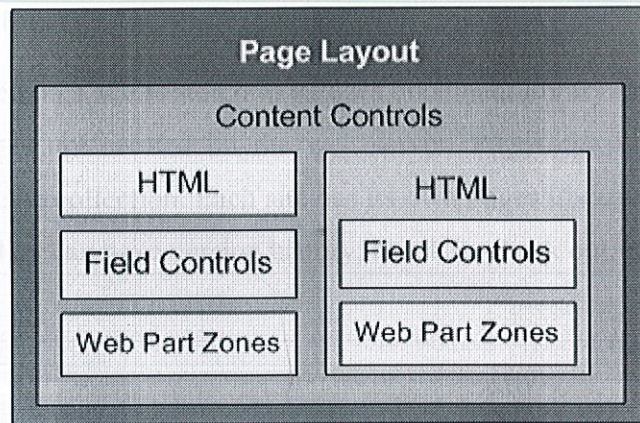 Page Layout
Content Controls
HTML
Field Controls
Web Part Zones
HTML
Field Controls
Web Part Zones